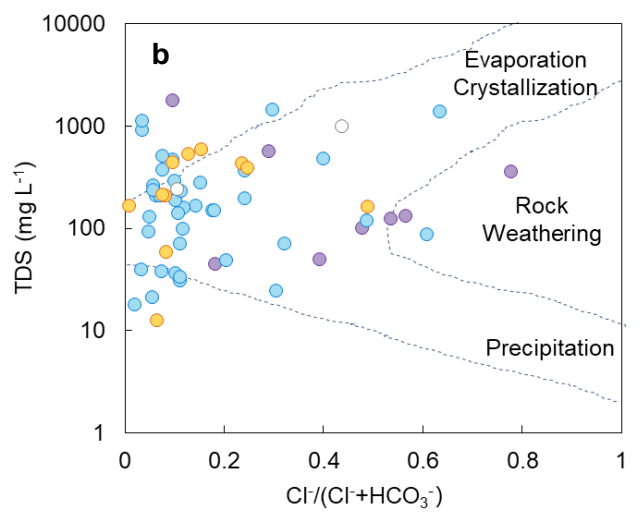 10000
b
Evaporation
Crystallization
1000
TDS (mg L⁻¹)
100
Rock
Weathering
10
Precipitation
1
0 0.2 0.4 0.6 0.8 1
Cl⁻/(Cl⁻+HCO₃⁻)